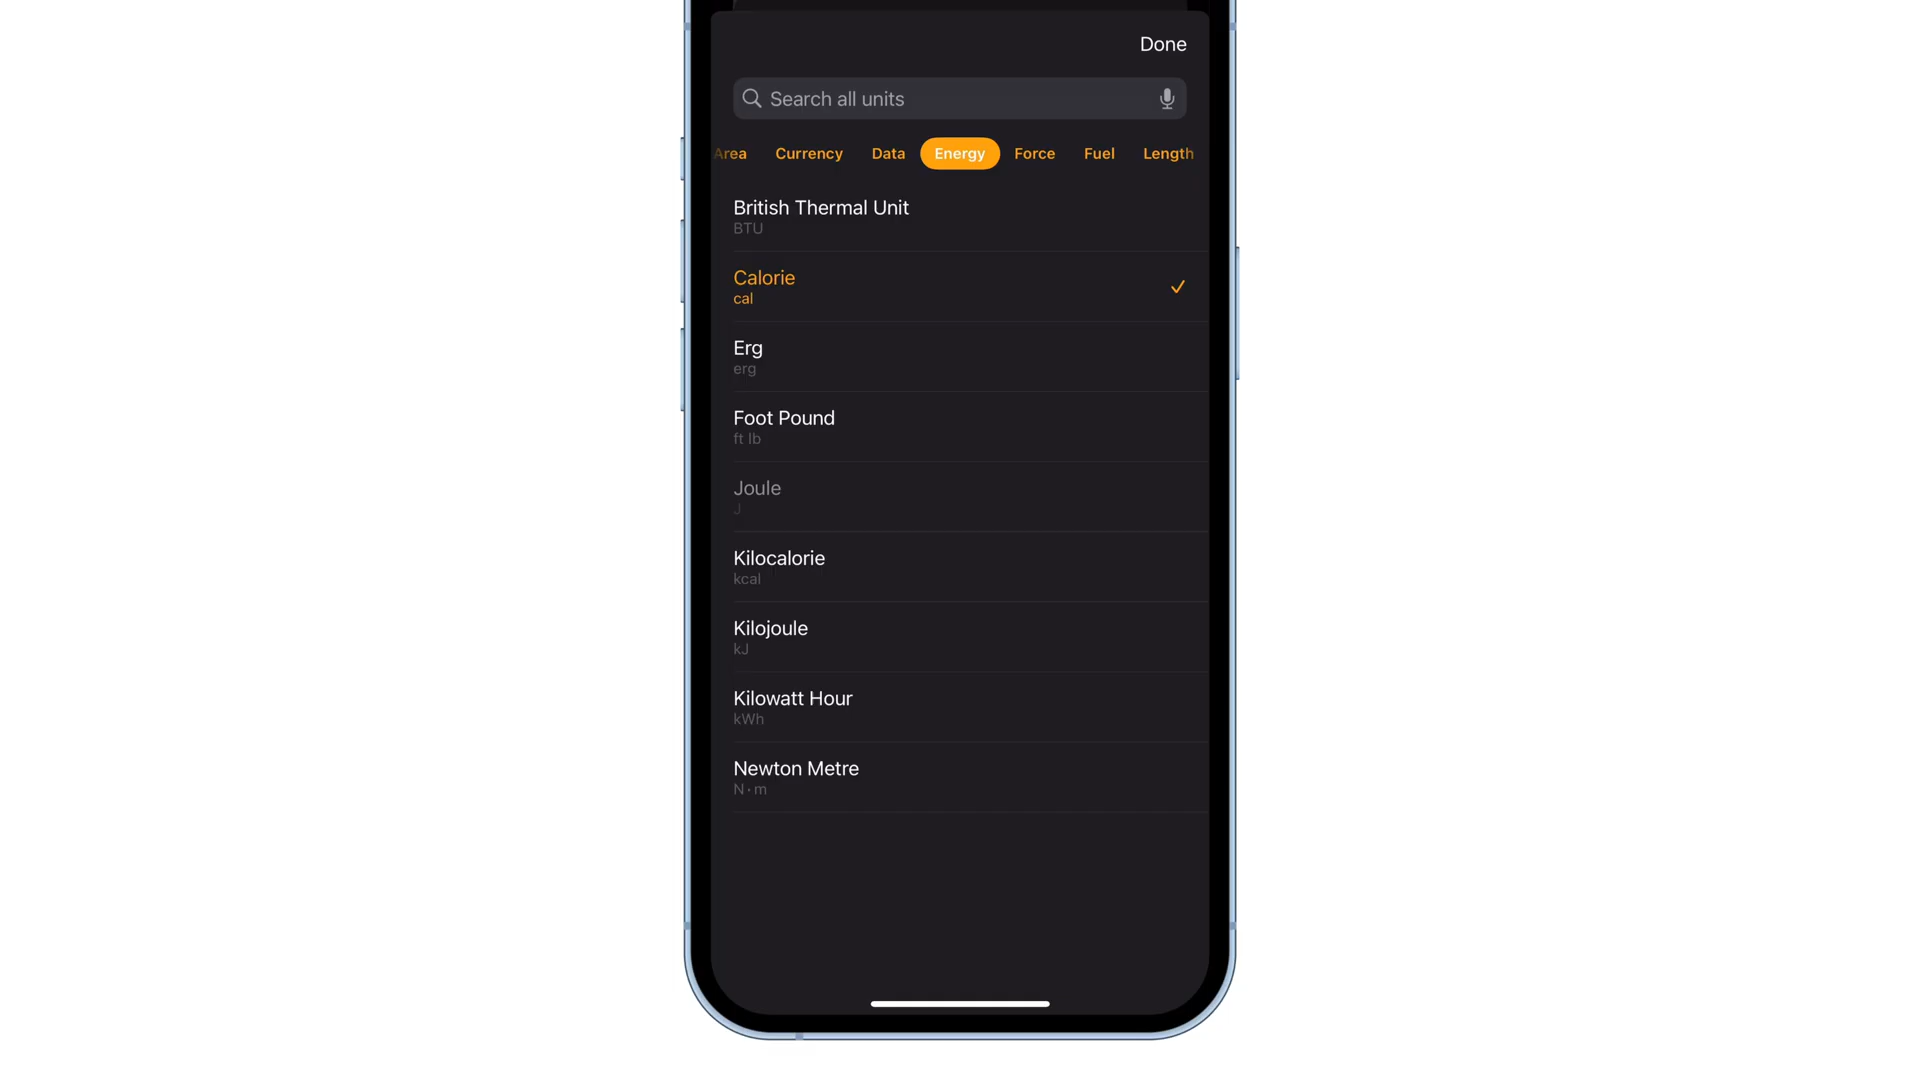 Done
Search all units
Area Currency Data Energy Force Fuel Length
British Thermal Unit
BTU
Calorie
cal
Erg
erg
Foot Pound
ft lb
Joule
J
Kilocalorie
kcal
Kilojoule
kJ
Kilowatt Hour
kWh
Newton Metre
N·m